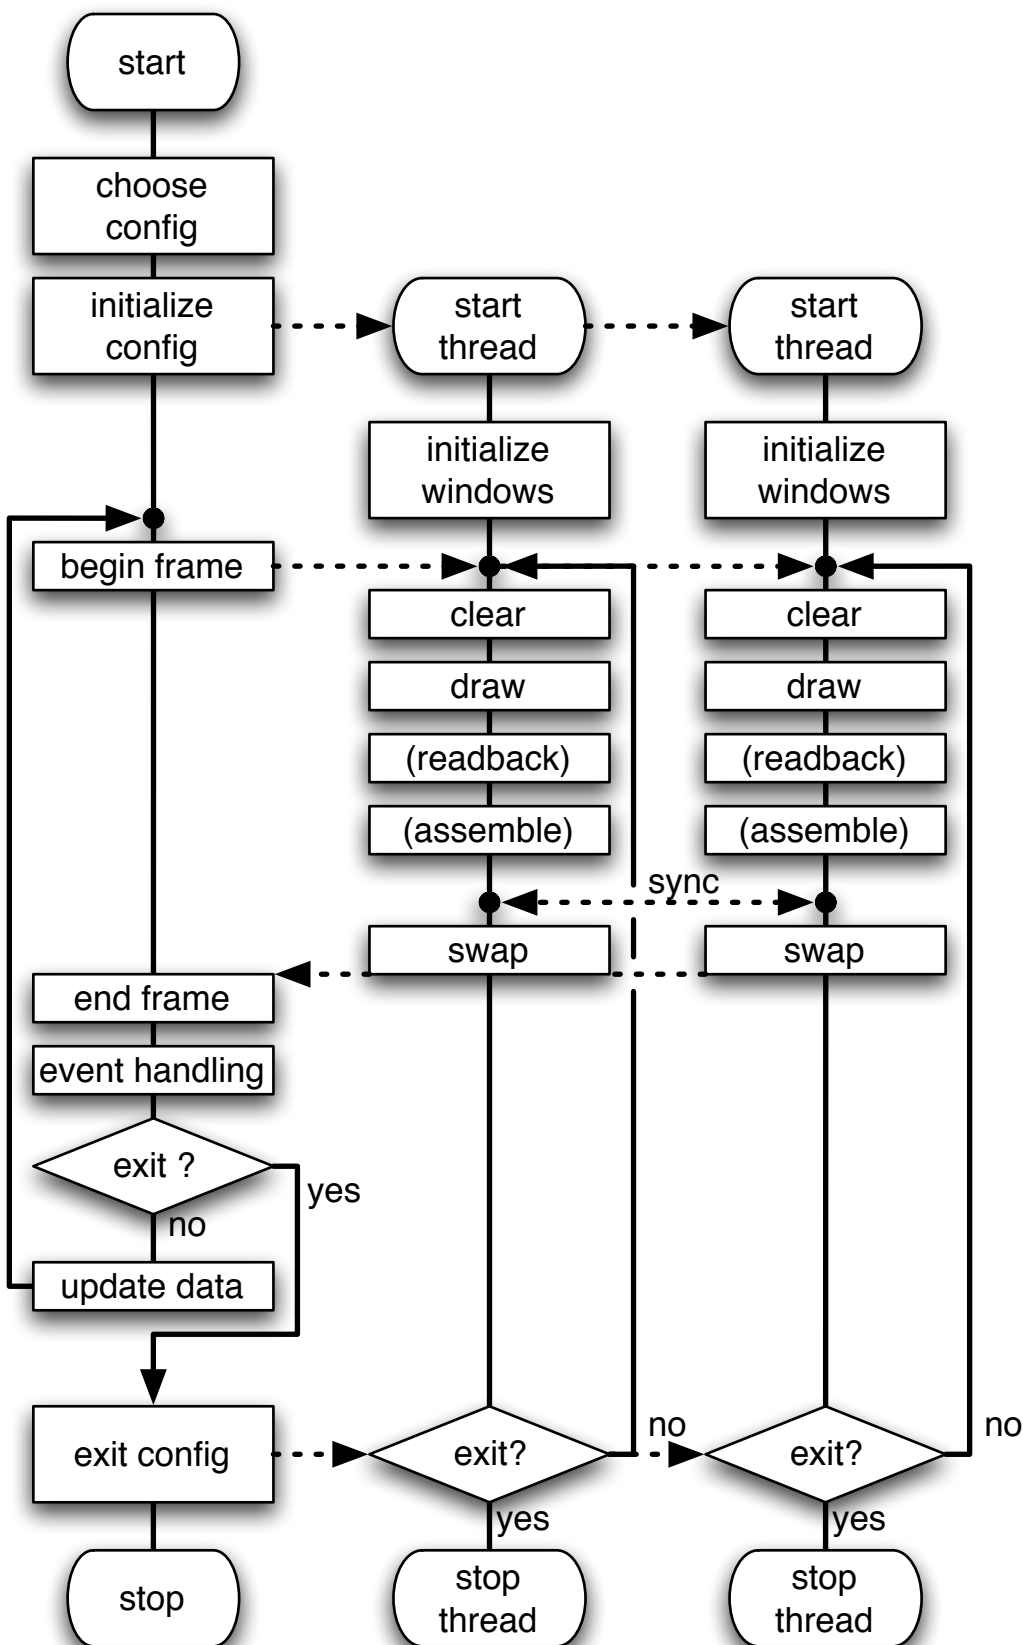 start
choose
config
initialize
config
start
thread
start
thread
initialize
windows
initialize
windows
begin frame
clear
clear
draw
draw
(readback)
(readback)
(assemble)
(assemble)
sync
swap
swap
end frame
event handling
exit ?
yes
no
update data
exit config
exit?
no
exit?
no
yes
yes
stop
stop
thread
stop
thread